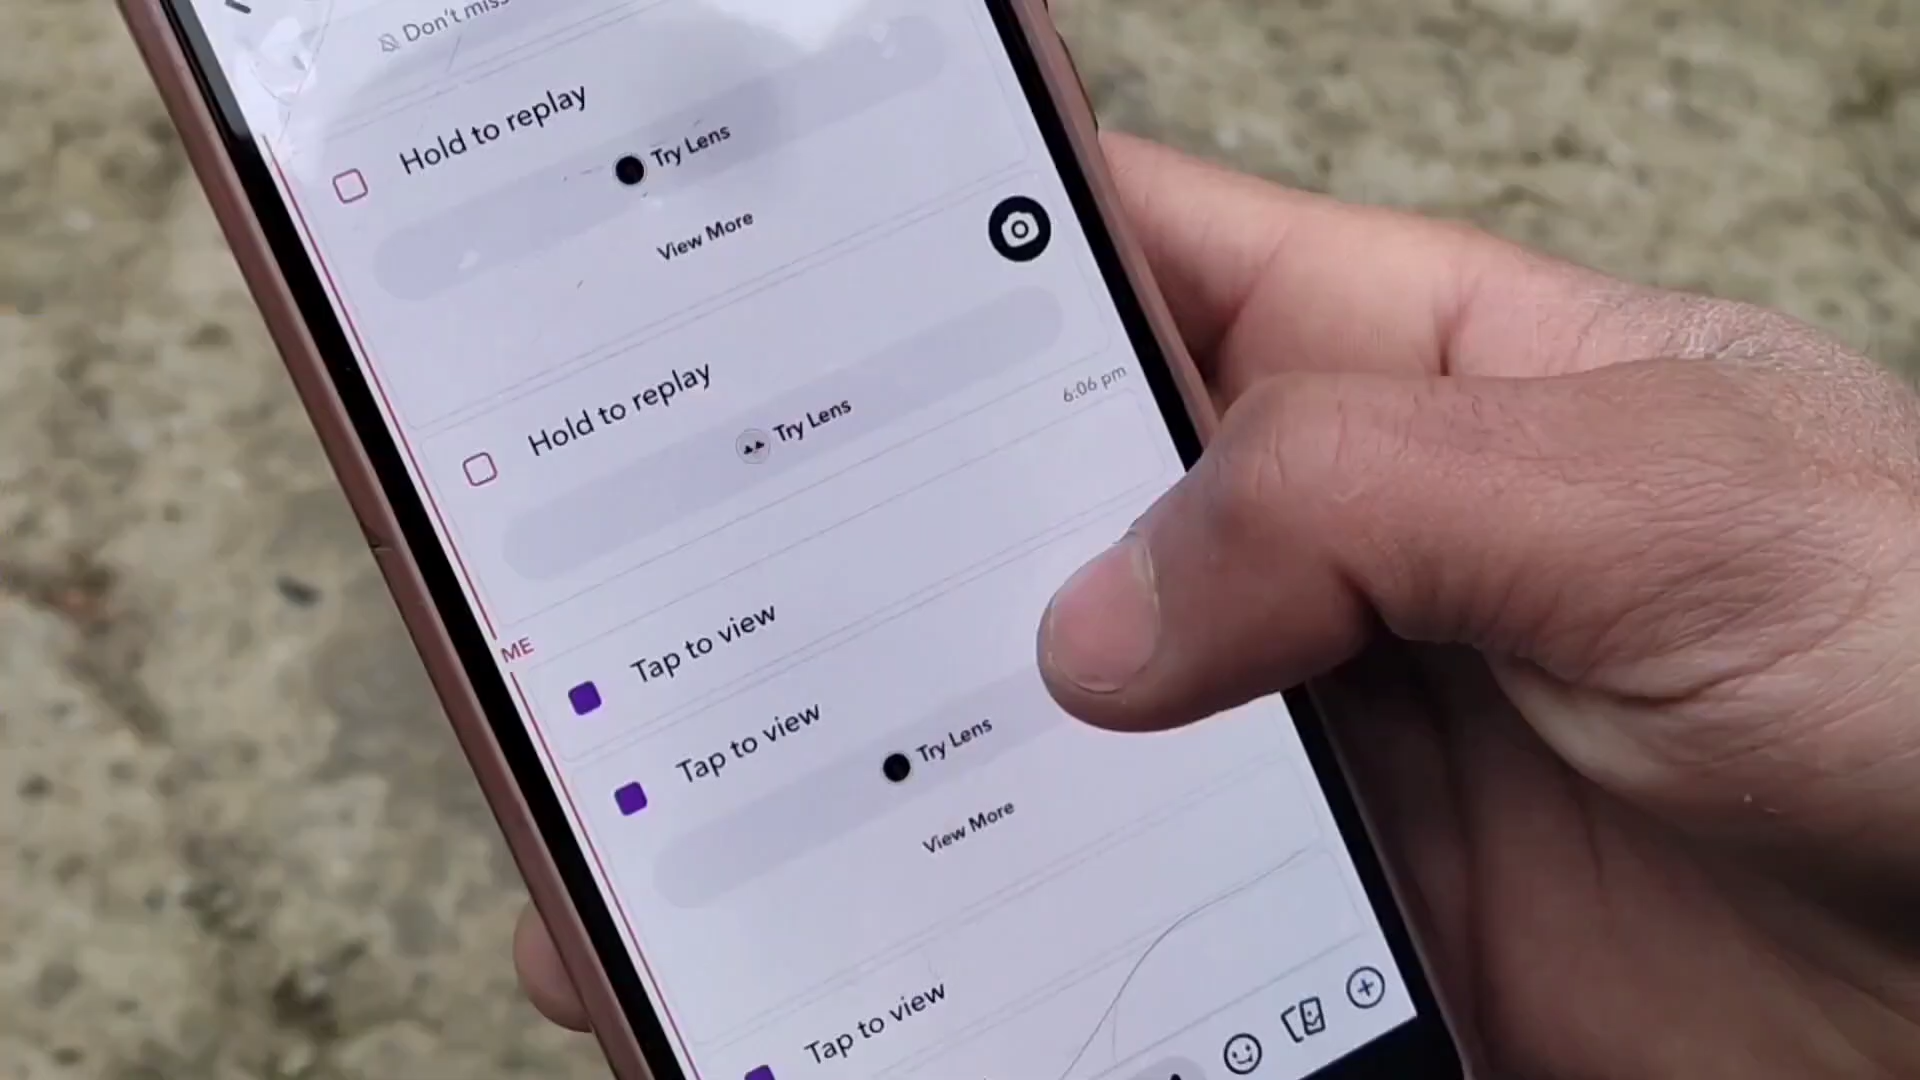 Don't miss
Hold to replay
Try Lens
View More
Hold to replay
Try Lens
6:06 pm
ME
Tap to view
Tap to view
Try Lens
View More
Tap to view